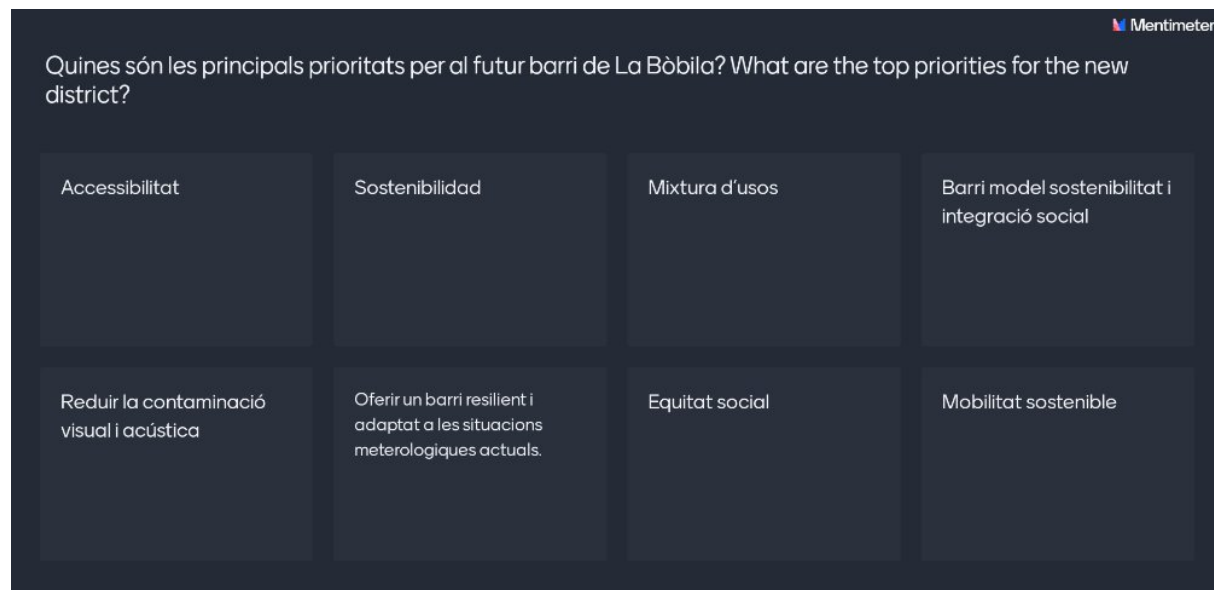 Mentimeter
Quines són les principals prioritats per al futur barri de La Bòbila? What are the top priorities for the new
district?
Accessibilitat
Sostenibilidad
Mixtura d'usos
Barri model sostenibilitat i
integració social
Reduir la contaminació
visual i acústica
Oferir un barri resilient i
adaptat a les situacions
meterologiques actuals.
Equitat social
Mobilitat sostenible